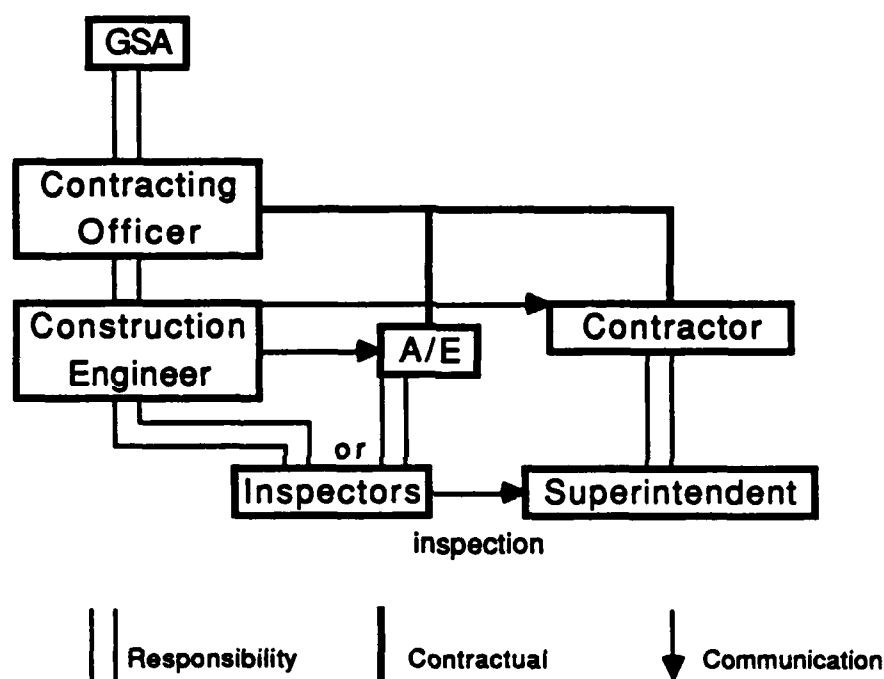 GSA
Contracting
Officer
Construction
Engineer
A/E
Contractor
or
Inspectors
Superintendent
inspection
Responsibility
Contractual
Communication